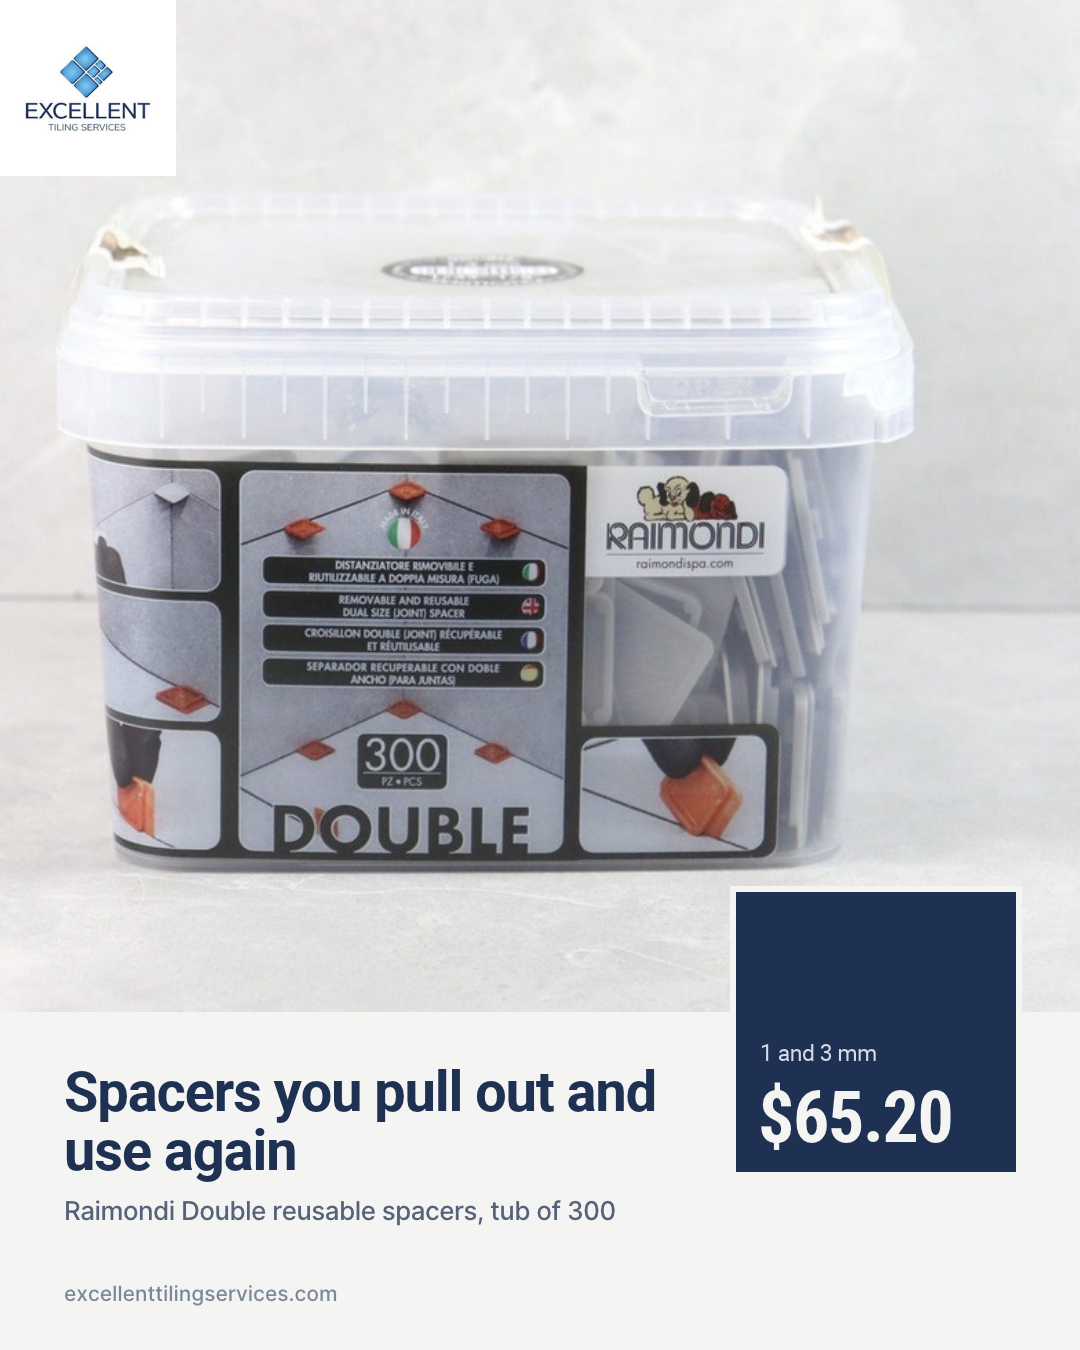 EXCELLENT
TILING SERVICES
OPEN
MADE IN ITALY
RAIMONDI
raimondispa.com
DISTANZIATORE RIMOVIBILE E
RIUTILIZZABILE A DOPPIA MISURA (FUGA)
REMOVABLE AND REUSABLE
DUAL SIZE (JOINT) SPACER
CROISILLON DOUBLE (JOINT) RÉCUPÉRABLE
ET RÉUTILISABLE
SEPARADOR RECUPERABLE CON DOBLE
ANCHO (PARA JUNTAS)
300
PZ • PCS
DOUBLE
1 and 3 mm
$65.20
Spacers you pull out and
use again
Raimondi Double reusable spacers, tub of 300
excellenttilingservices.com